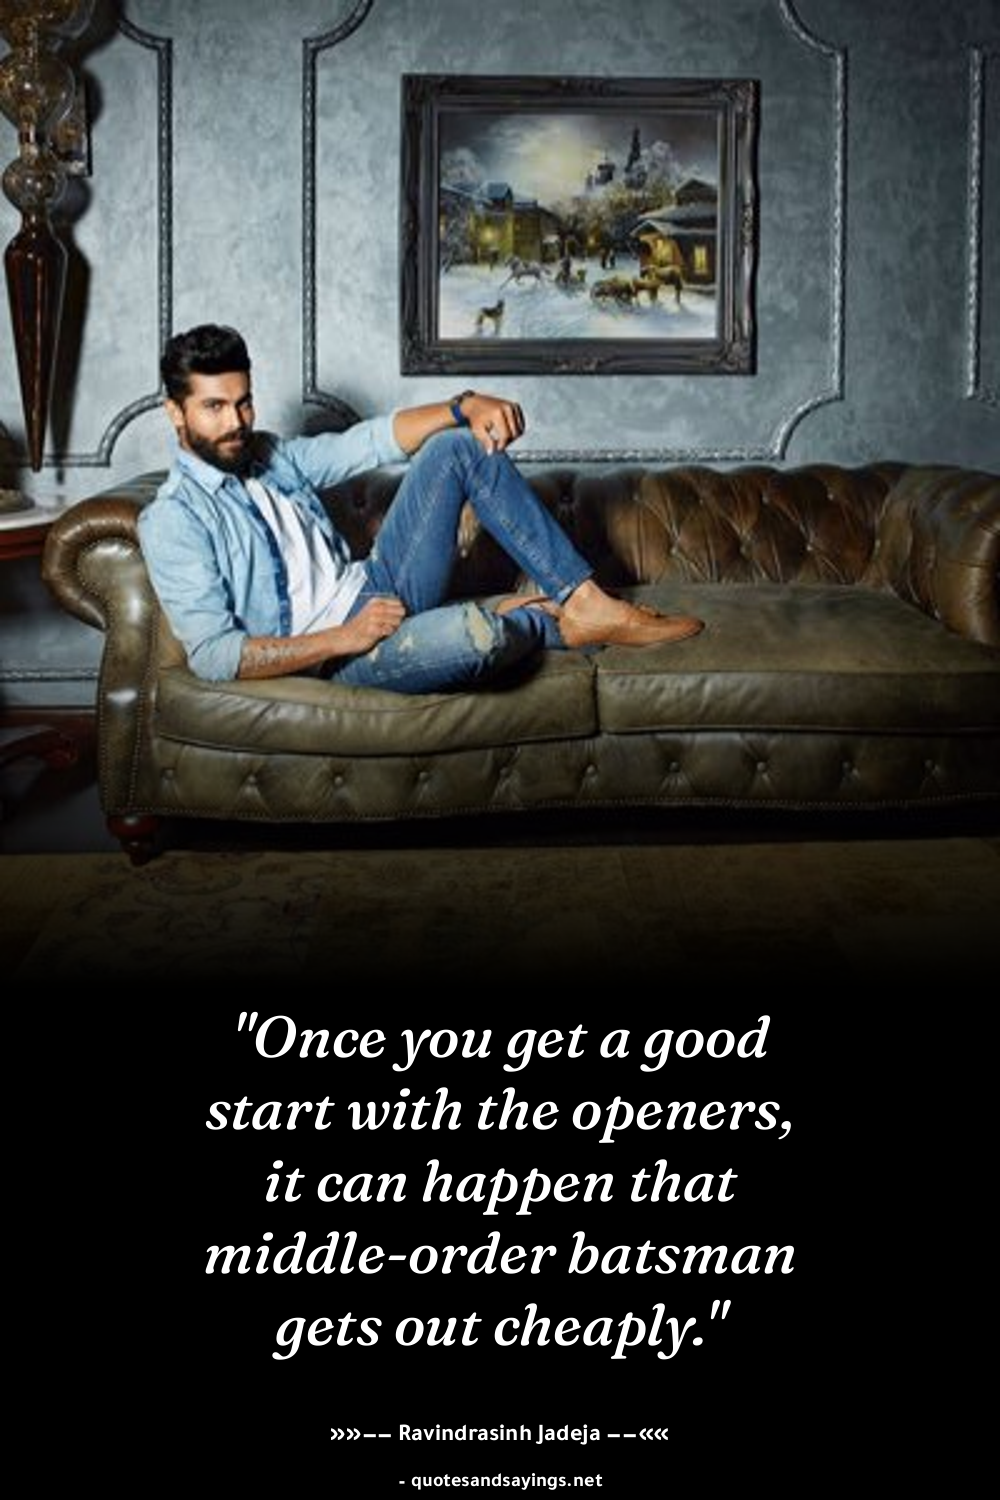 "Once you get a good
start with the openers,
it can happen that
middle-order batsman
gets out cheaply."
»»−− Ravindrasinh Jadeja −−««
- quotesandsayings.net